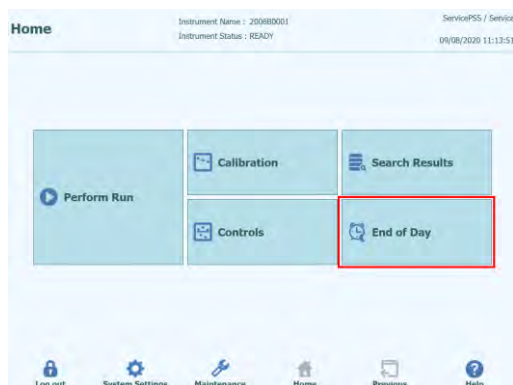 Home
Instrument Name : 200880001
Instrument Status : READY
ServicePSS / Service
09/08/2020 11:13:51
Perform Run
Calibration
Search Results
Controls
End of Day
Log out
System Settings
Maintenance
Home
Previous
Help